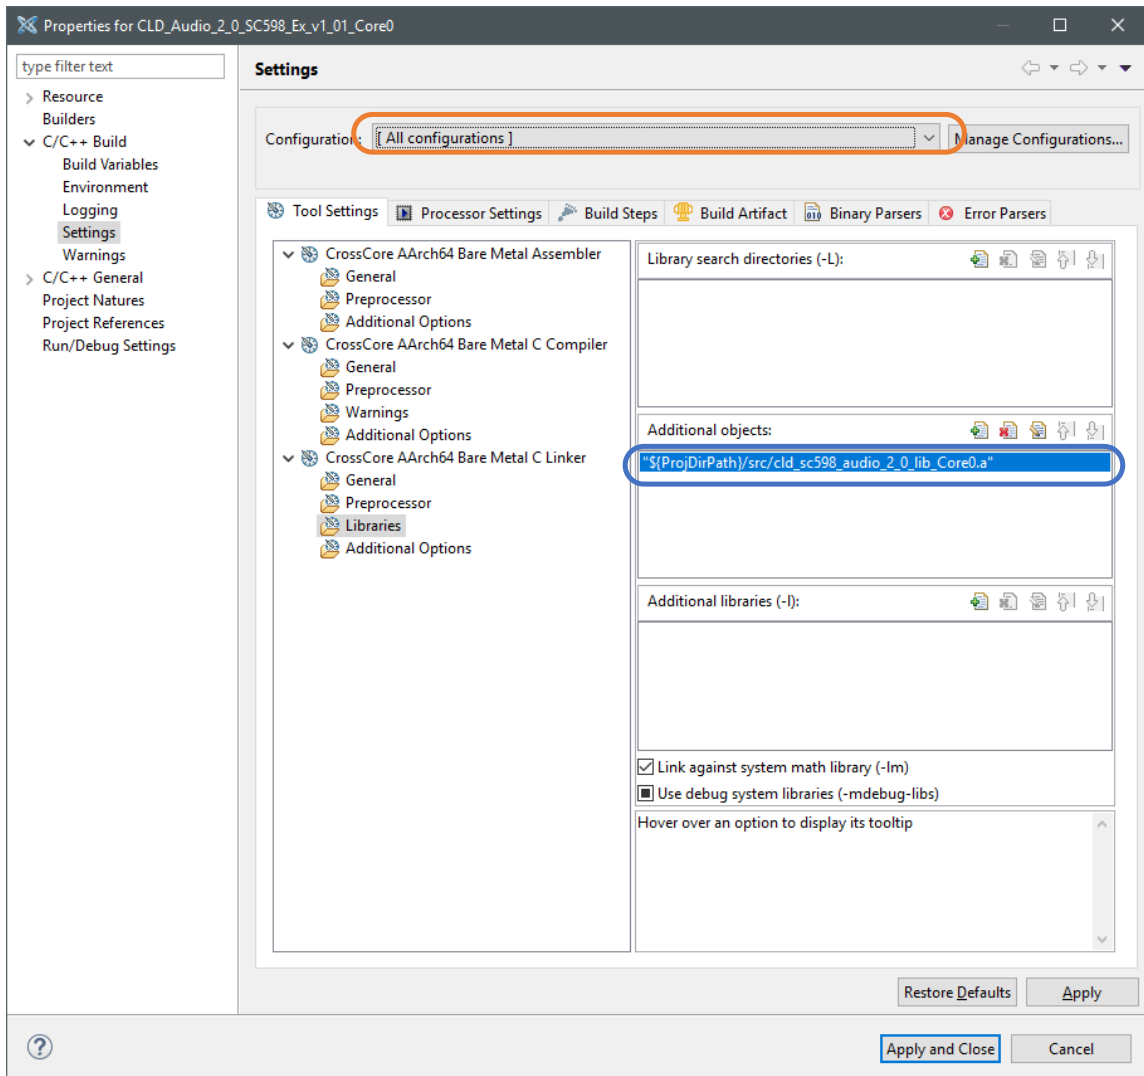 Properties for CLD_Audio_2_0_SC598_Ex_v1_01_Core0
type filter text
Resource
Builders
C/C++ Build
Build Variables
Environment
Logging
Settings
Warnings
C/C++ General
Project Natures
Project References
Run/Debug Settings
Settings
Configuration: [ All configurations ] Manage Configurations...
Tool Settings Processor Settings Build Steps Build Artifact Binary Parsers Error Parsers
CrossCore AArch64 Bare Metal Assembler
General
Preprocessor
Additional Options
CrossCore AArch64 Bare Metal C Compiler
General
Preprocessor
Warnings
Additional Options
CrossCore AArch64 Bare Metal C Linker
General
Preprocessor
Libraries
Additional Options
Library search directories (-L):
Additional objects:
"${ProjDirPath}/src/cld_sc598_audio_2_0_lib_Core0.a"
Additional libraries (-l):
Link against system math library (-lm)
Use debug system libraries (-mdebug-libs)
Hover over an option to display its tooltip
Restore Defaults Apply
Apply and Close Cancel